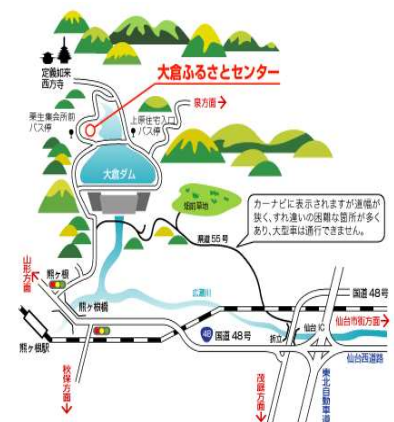 定義如来
西方寺
大倉ふるさとセンター
泉方面
栗生集会所前
バス停
上原住宅入口
バス停
大倉ダム
カーナビに表示されますが道幅が
狭く、すれ違いの困難な箇所が多く
あり、大型車は通行できません。
県道55号
山形方面
熊ヶ根
熊ヶ根橋
広瀬川
国道48号
仙台市街方面
48 国道48号
折立
仙台IC
熊ヶ根駅
仙台西道路
秋保方面
茂庭方面
東北自動車道